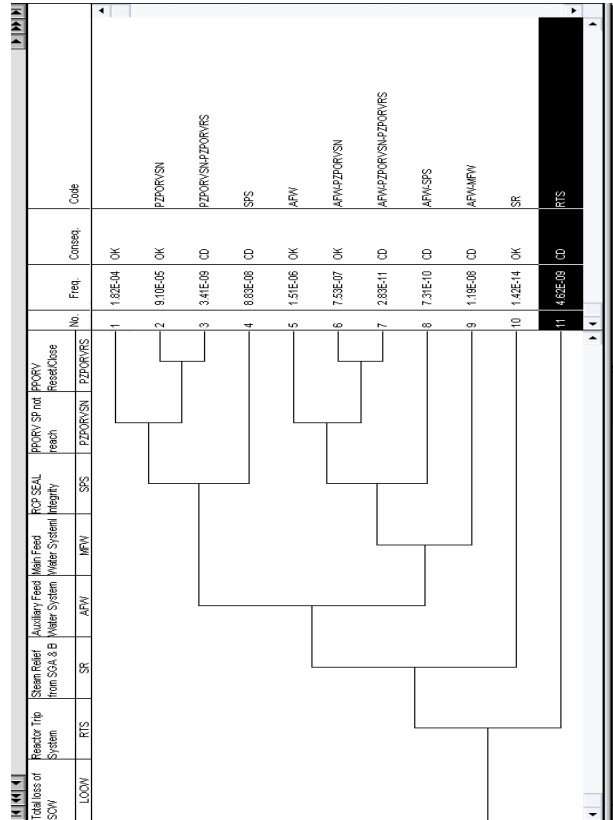 Total loss of SCW
Reactor Trip System
Steam Relief from SGA & B
Auxiliary Feed Water System
Main Feed Water System
RCP SEAL Integrity
PPORV SP not reach
PPORV Reset/Close
No.
Freq.
Conseq.
Code
LOCW
RTS
SR
AFW
MFW
SPS
PZPORVSN
PZPORVRS
1 1.82E-04 OK
2 9.10E-05 OK PZPORVSN
3 3.41E-09 CD PZPORVSN-PZPORVRS
4 8.83E-08 CD SPS
5 1.51E-06 OK AFW
6 7.53E-07 OK AFW-PZPORVSN
7 2.83E-11 CD AFW-PZPORVSN-PZPORVRS
8 7.31E-10 CD AFW-SPS
9 1.19E-08 CD AFW-MFW
10 1.42E-14 OK SR
11 4.62E-09 CD RTS